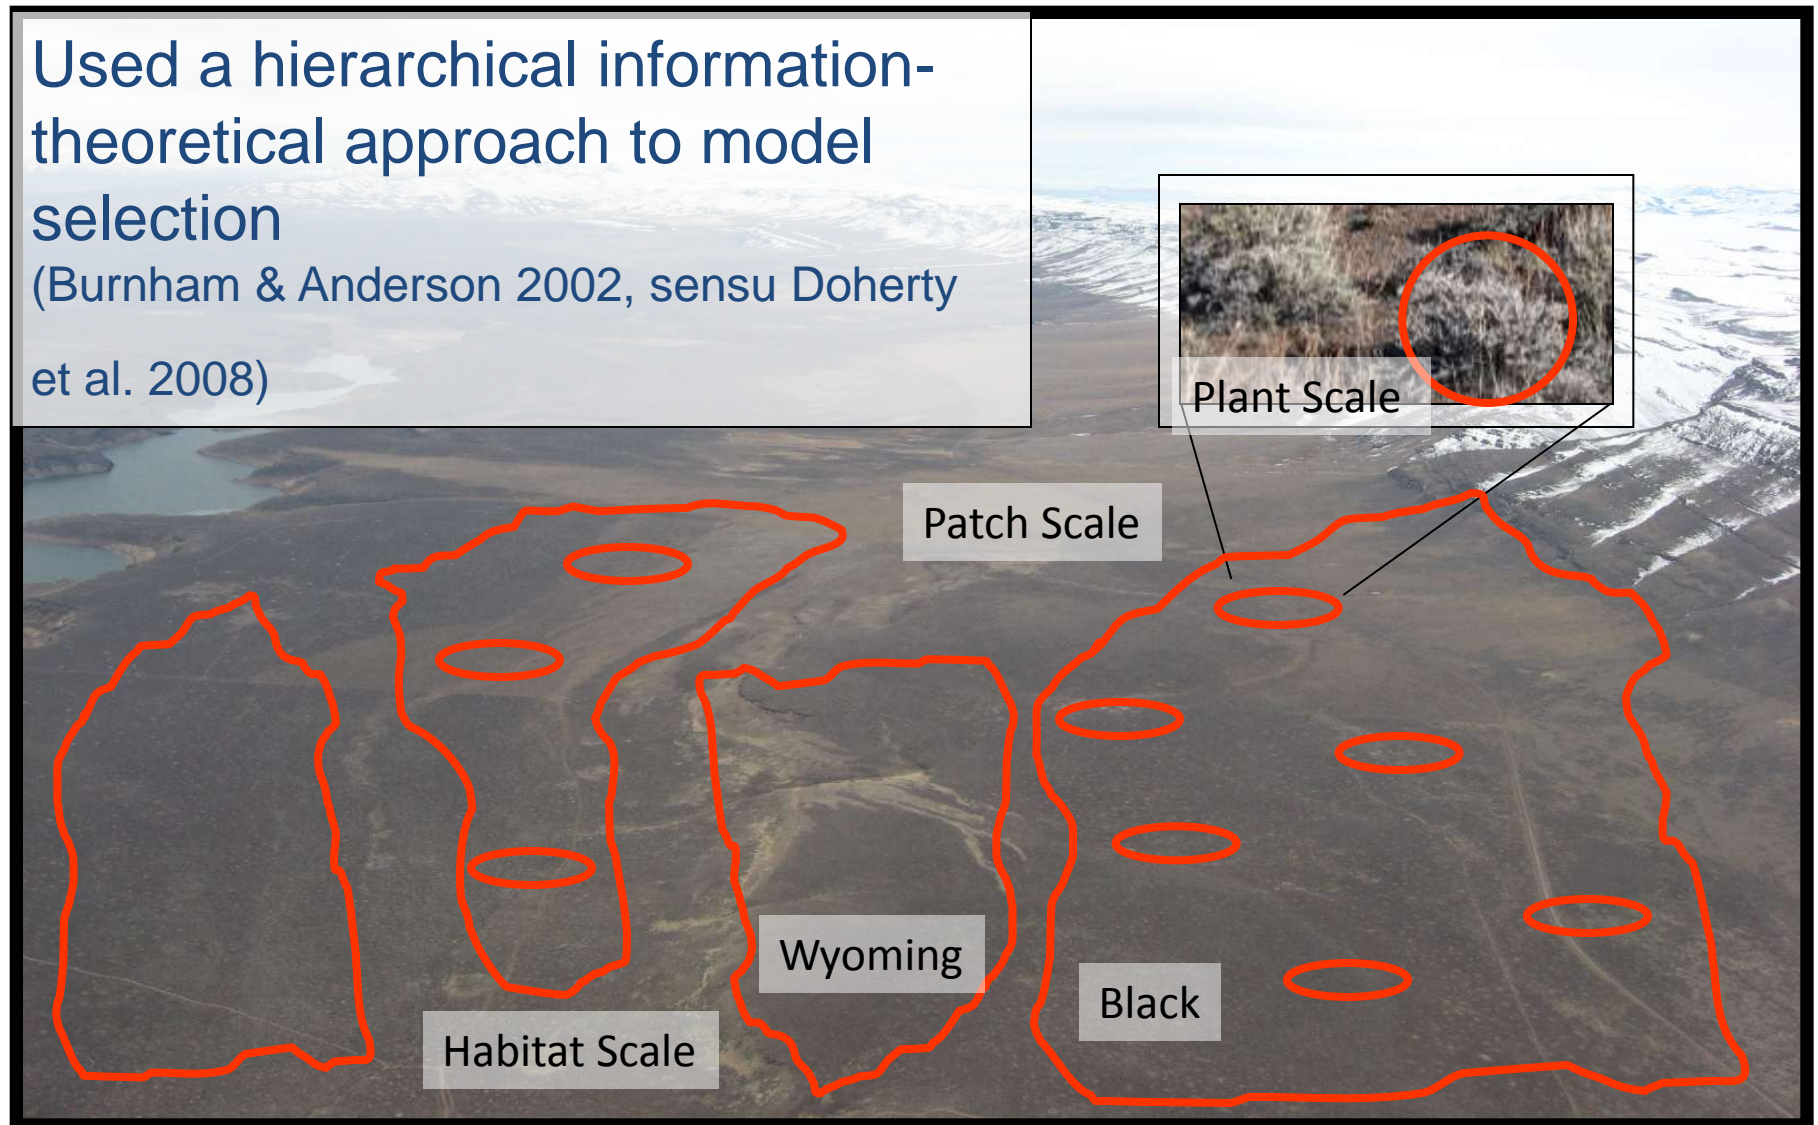 Used a hierarchical information-
theoretical approach to model
selection
(Burnham & Anderson 2002, sensu Doherty
et al. 2008)
Plant Scale
Patch Scale
Wyoming
Black
Habitat Scale